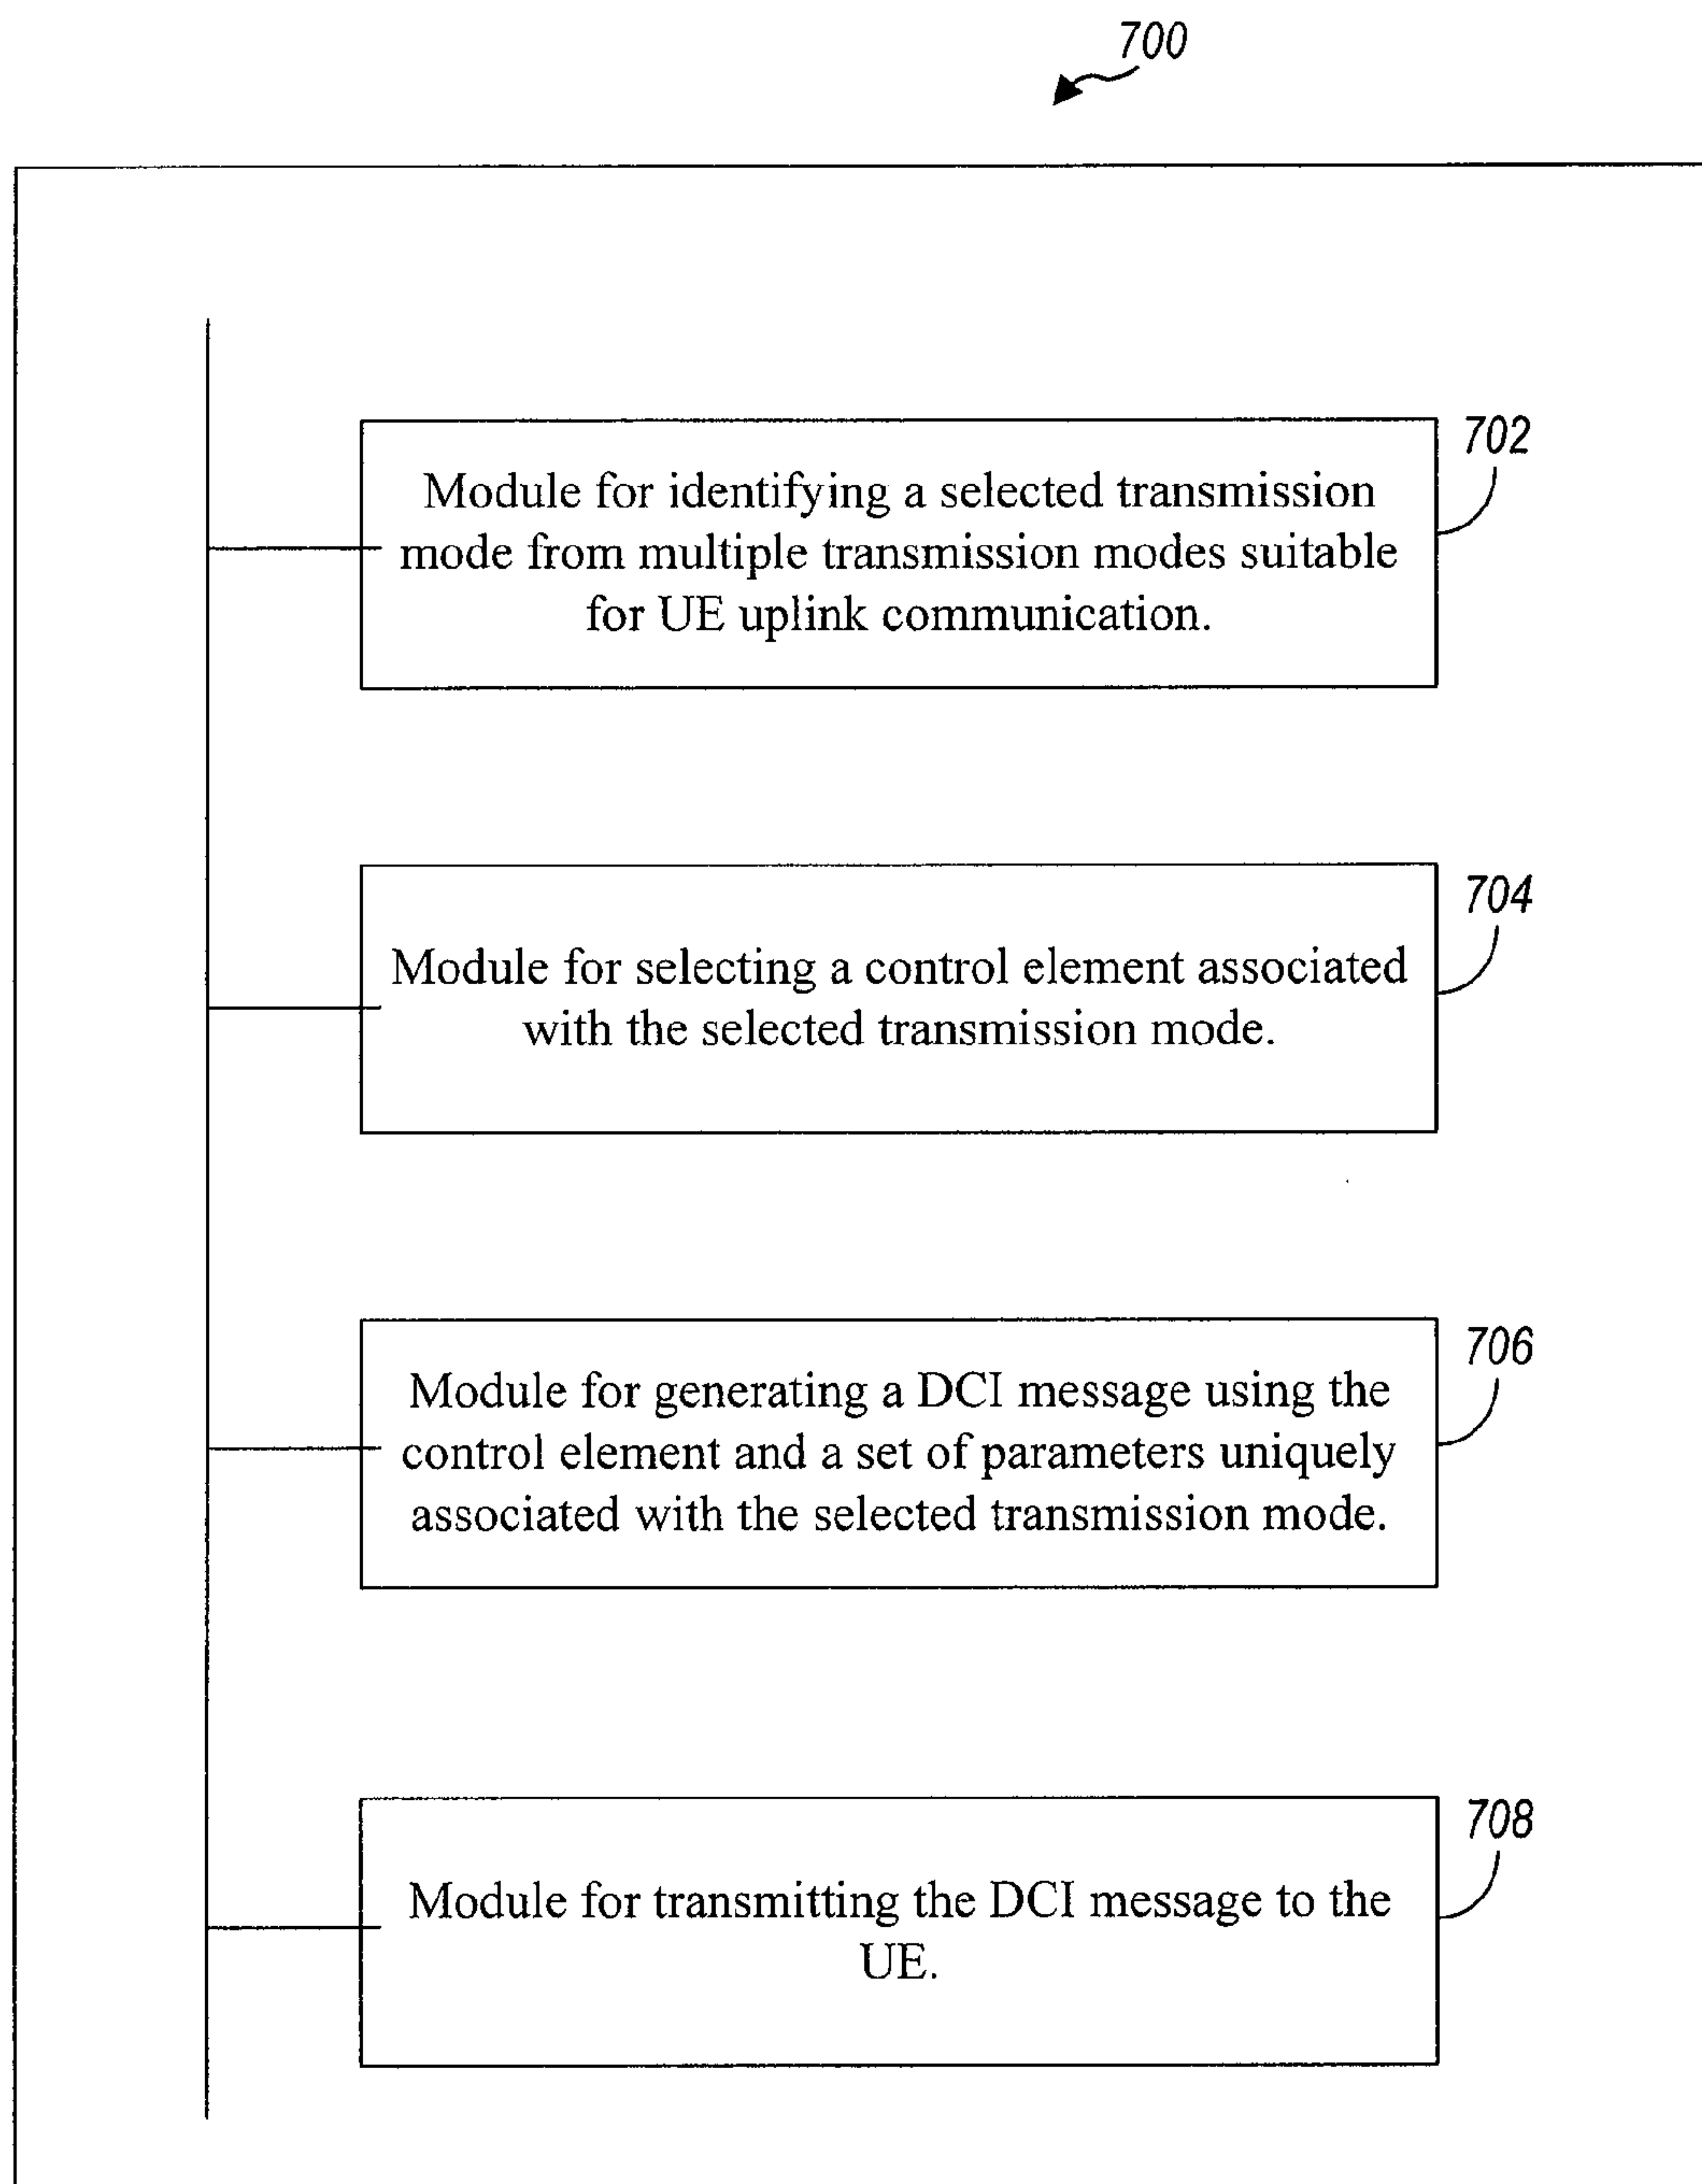 700
702
Module for identifying a selected transmission
mode from multiple transmission modes suitable
for UE uplink communication.
704
Module for selecting a control element associated
with the selected transmission mode.
706
Module for generating a DCI message using the
control element and a set of parameters uniquely
associated with the selected transmission mode.
708
Module for transmitting the DCI message to the
UE.